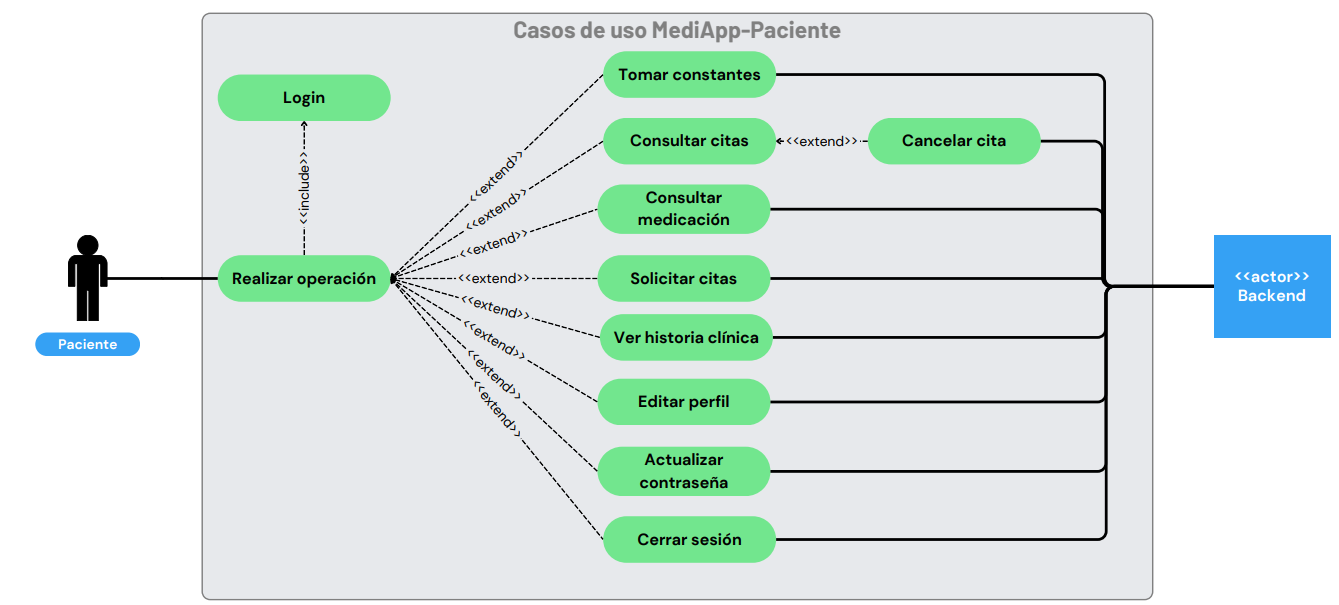 Casos de uso MediApp-Paciente
Login
<<include>>
Realizar operación
Paciente
<<extend>>
<<extend>>
<<extend>>
<<extend>>
<<extend>>
<<extend>>
<<extend>>
<<extend>>
Tomar constantes
Consultar citas
<<extend>>
Cancelar cita
Consultar
medicación
Solicitar citas
Ver historia clínica
Editar perfil
Actualizar
contraseña
Cerrar sesión
<<actor>>
Backend